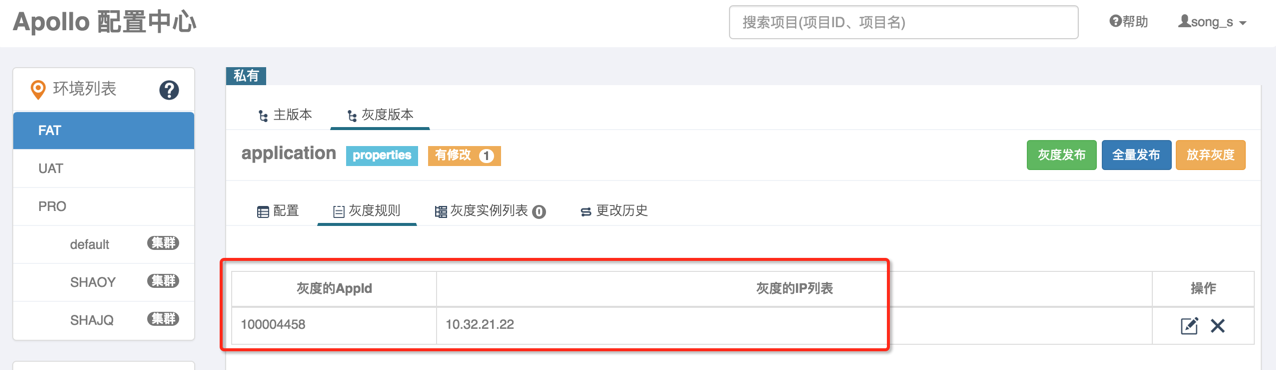 Apollo 配置中心
搜索项目(项目ID、项目名)
帮助
song_s
环境列表
FAT
UAT
PRO
default 集群
SHAOY 集群
SHAJQ 集群
私有
主版本 灰度版本
application properties 有修改 1
灰度发布 全量发布 放弃灰度
配置 灰度规则 灰度实例列表 0 更改历史
灰度的AppId 灰度的IP列表 操作
100004458 10.32.21.22